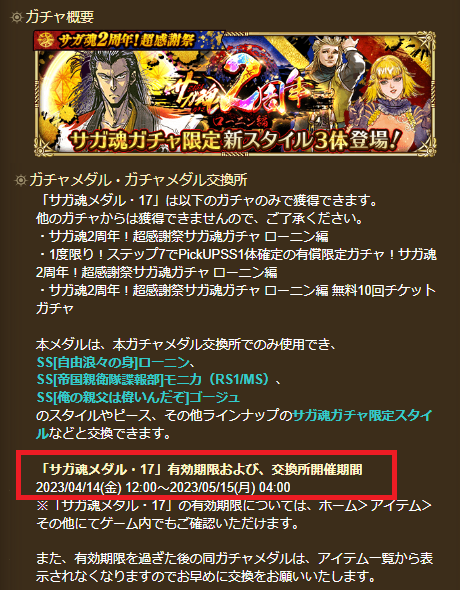 ガチャ概要
サガ魂2周年!超感謝祭
サガ魂2周年
ローニン編
サガ魂ガチャ限定 新スタイル3体登場!
ガチャメダル・ガチャメダル交換所
「サガ魂メダル・17」は以下のガチャのみで獲得できます。
他のガチャからは獲得できませんので、ご了承ください。
・サガ魂2周年！超感謝祭サガ魂ガチャ ローニン編
・1度限り！ステップ7でPickUPSS1体確定の有償限定ガチャ！サガ魂
2周年！超感謝祭サガ魂ガチャ ローニン編
・サガ魂2周年！超感謝祭サガ魂ガチャ ローニン編 無料10回チケット
ガチャ
本メダルは、本ガチャメダル交換所でのみ使用でき、
SS[自由浪々の身]ローニン、
SS[帝国親衛隊諜報部]モニカ（RS1/MS）、
SS[俺の親父は偉いんだぞ]ゴージュ
のスタイルやピース、その他ラインナップのサガ魂ガチャ限定スタイ
ルなどと交換できます。
「サガ魂メダル・17」有効期限および、交換所開催期間
2023/04/14(金) 12:00～2023/05/15(月) 04:00
※「サガ魂メダル・17」の有効期限については、ホーム＞アイテム＞
その他にてゲーム内でもご確認いただけます。
また、有効期限を過ぎた後の同ガチャメダルは、アイテム一覧から表
示されなくなりますのでお早めに交換をお願いいたします。